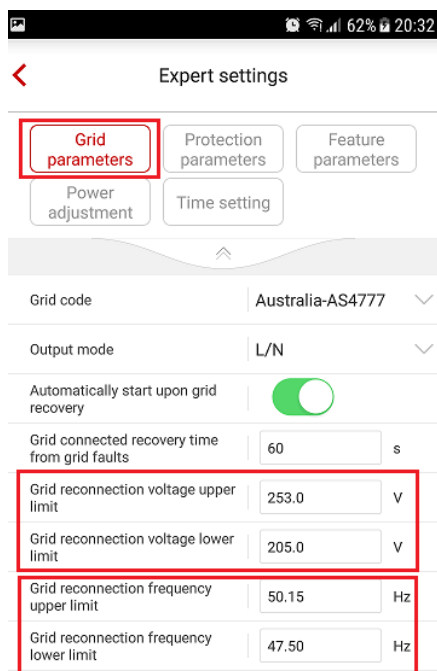 62% 20:32
Expert settings
Grid
parameters
Protection
parameters
Feature
parameters
Power
adjustment
Time setting
Grid code
Australia-AS4777
Output mode
L/N
Automatically start upon grid
recovery
Grid connected recovery time
from grid faults
60
s
Grid reconnection voltage upper
limit
253.0
V
Grid reconnection voltage lower
limit
205.0
V
Grid reconnection frequency
upper limit
50.15
Hz
Grid reconnection frequency
lower limit
47.50
Hz